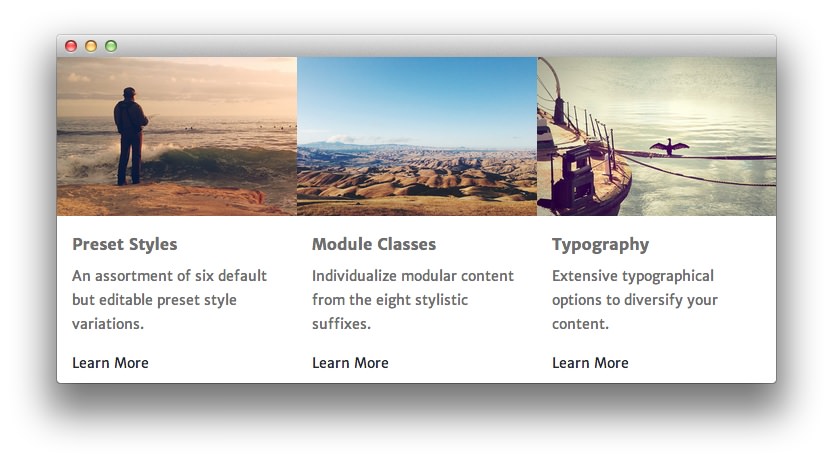 Preset Styles
An assortment of six default
but editable preset style
variations.
Learn More
Module Classes
Individualize modular content
from the eight stylistic
suffixes.
Learn More
Typography
Extensive typographical
options to diversify your
content.
Learn More